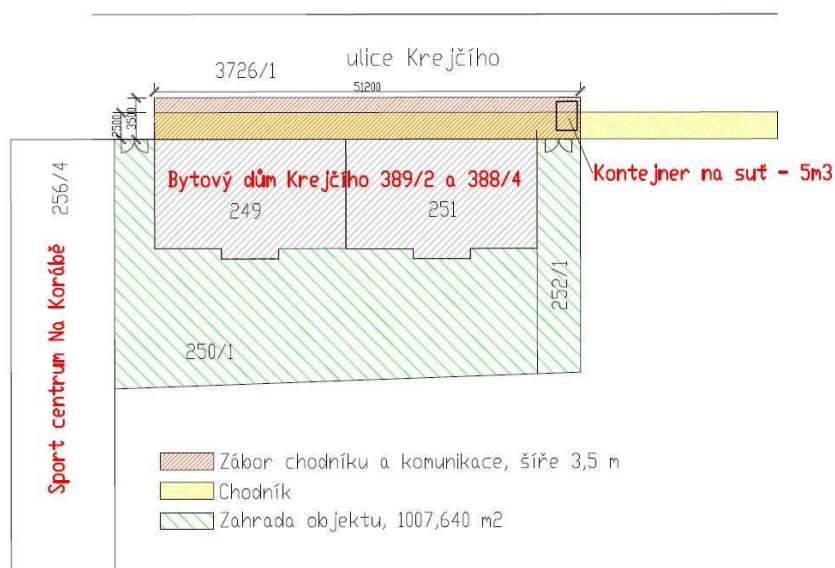 ulice Krejčího
3726/1
51200
2500
3500
256/4
Bytový dům Krejčího 389/2 a 388/4
Kontejner na suť - 5m3
249
251
252/1
250/1
Sport centrum Na Korábě
Zábor chodníku a komunikace, šíře 3,5 m
Chodník
Zahrada objektu, 1007,640 m2